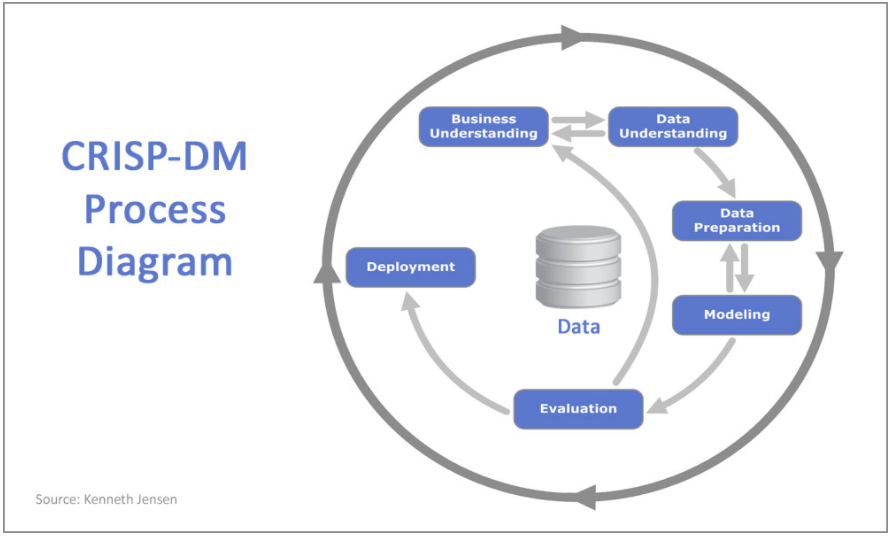 CRISP-DM
Process
Diagram
Business
Understanding
Data
Understanding
Data
Preparation
Modeling
Evaluation
Deployment
Data
Source: Kenneth Jensen